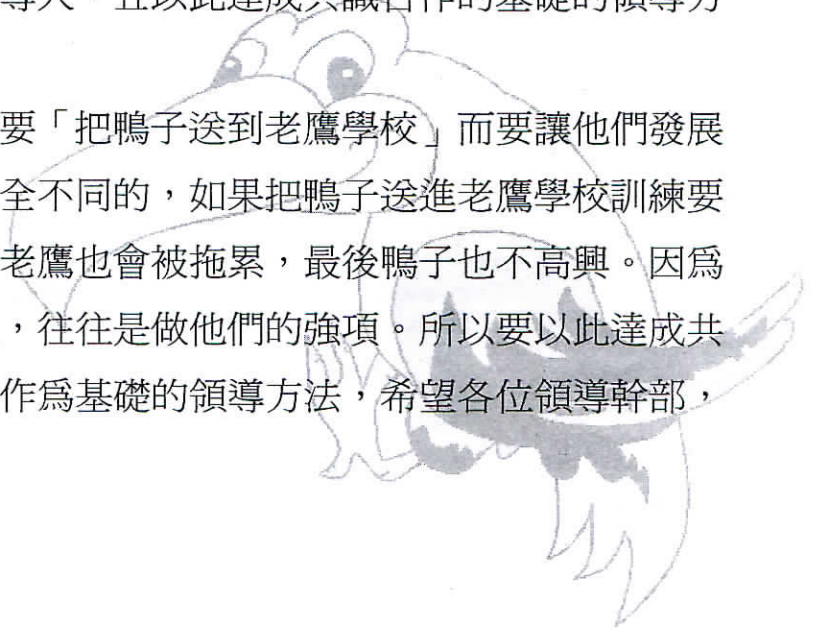 導人，且以此達成共識合作的基礎的領導方
要「把鴨子送到老鷹學校」而要讓他們發展
全不同的，如果把鴨子送進老鷹學校訓練要
老鷹也會被拖累，最後鴨子也不高興。因爲
，往往是做他們的強項。所以要以此達成共
作爲基礎的領導方法，希望各位領導幹部，